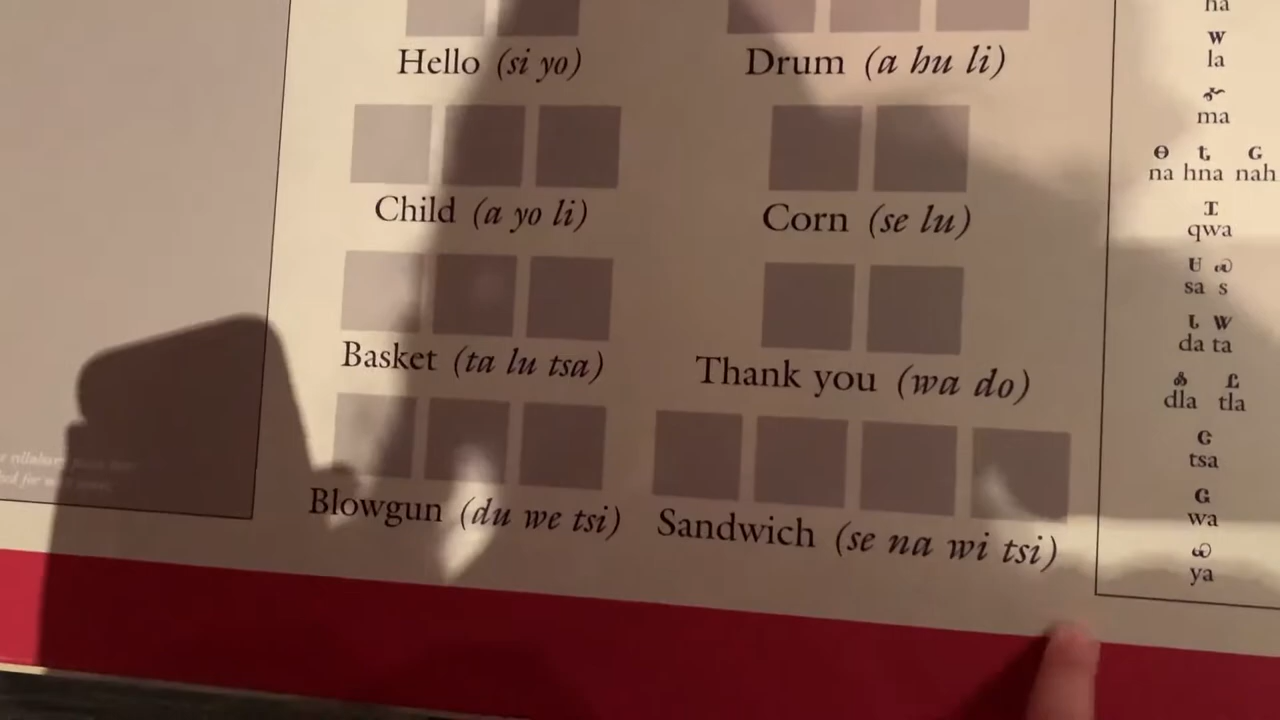 Hello (si yo)
Drum (a hu li)
Child (a yo li)
Corn (se lu)
Basket (ta lu tsa)
Thank you (wa do)
Blowgun (du we tsi)
Sandwich (se na wi tsi)
ha
Ꮃ
la
Ꮉ
ma
Ꮎ Ꮏ Ꮐ
na hna nah
Ꮖ
qwa
Ꮜ Ꮝ
sa s
Ꮣ Ꮤ
da ta
Ꮬ Ꮭ
dla tla
Ꮳ
tsa
Ꮹ
wa
Ꮿ
ya